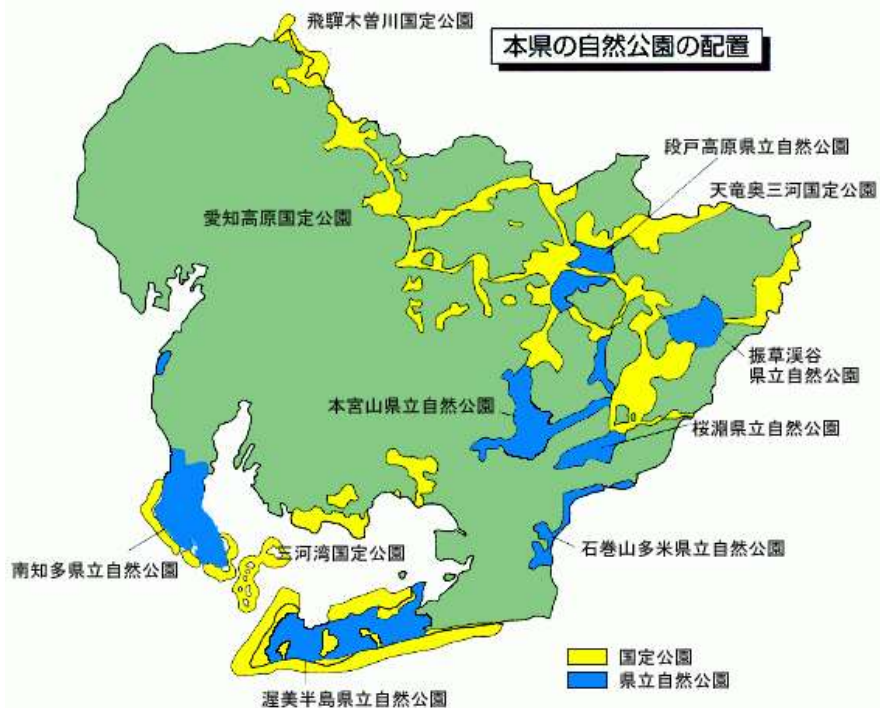 飛騨木曽川国定公園
本県の自然公園の配置
段戸高原県立自然公園
天竜奥三河国定公園
愛知高原国定公園
振草渓谷
県立自然公園
本宮山県立自然公園
桜淵県立自然公園
石巻山多米県立自然公園
三河湾国定公園
南知多県立自然公園
国定公園
県立自然公園
渥美半島県立自然公園